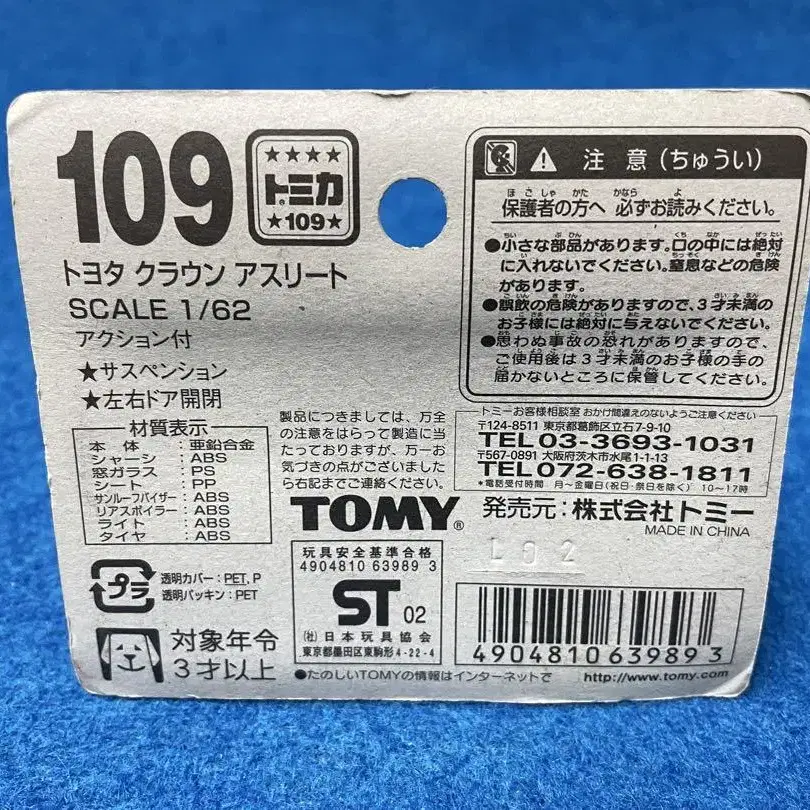 109
★★★★
トミカ®
★109★
トヨタ クラウン アスリート
SCALE 1/62
アクション付
★サスペンション
★左右ドア開閉
材質表示
本体:亜鉛合金
シャーシ:ABS
窓ガラス:PS
シート:PP
サンルーフバイザー:ABS
リアスポイラー:ABS
ライト:ABS
タイヤ:ABS
プラ
透明カバー:PET, P
透明パッキン:PET
対象年令
3才以上
注意(ちゅうい)
保護者の方へ 必ずお読みください。
●小さな部品があります。口の中には絶対
に入れないでください。窒息などの危険
があります。
●誤飲の危険がありますので、3才未満の
お子様には絶対に与えないでください。
●思わぬ事故の恐れがありますので、
ご使用後は3才未満のお子様の手の
届かないところに保管してください。
製品につきましては、万全
の注意をはらって製造に当
たっておりますが、万一お
気づきの点がございました
ら右記までご連絡ください。
トミーお客様相談室 おかけ間違えのないようご注意ください
〒124-8511 東京都葛飾区立石7-9-10
TEL03-3693-1031
〒567-0891 大阪府茨木市水尾1-1-13
TEL072-638-1811
*電話受付時間 月~金曜日(祝日・祭日を除く) 10~17時
TOMY®
発売元:株式会社トミー
MADE IN CHINA
L02
玩具安全基準合格
4904810 63989 3
ST 02
(社)日本玩具協会
東京都墨田区東駒形4-22-4
4904810639893
●たのしいTOMYの情報はインターネットで http://www.tomy.com/